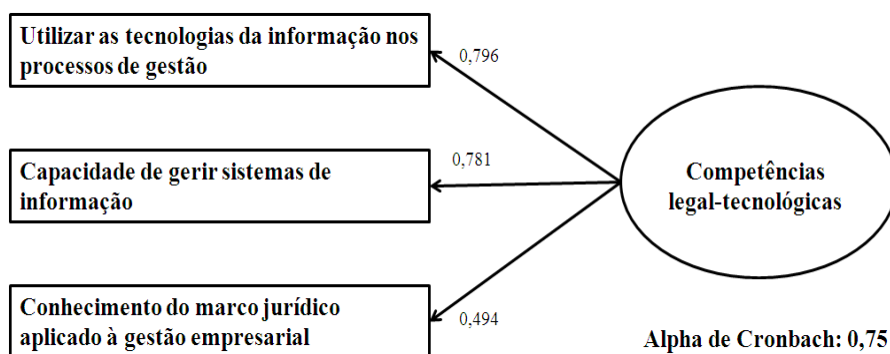 Utilizar as tecnologias da informação nos
processos de gestão
0,796
Capacidade de gerir sistemas de
informação
0,781
Competências
legal-tecnológicas
Conhecimento do marco jurídico
aplicado à gestão empresarial
0,494
Alpha de Cronbach: 0,75